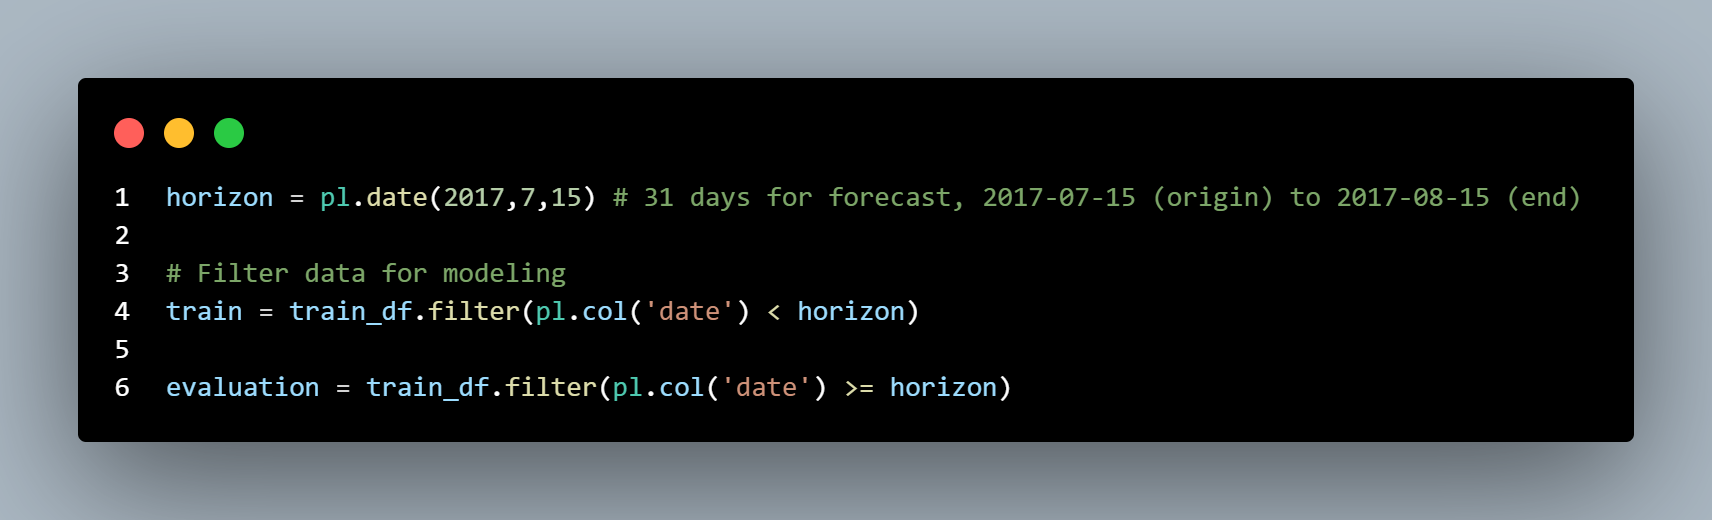 1 horizon = pl.date(2017,7,15) # 31 days for forecast, 2017-07-15 (origin) to 2017-08-15 (end)
2
3 # Filter data for modeling
4 train = train_df.filter(pl.col('date') < horizon)
5
6 evaluation = train_df.filter(pl.col('date') >= horizon)